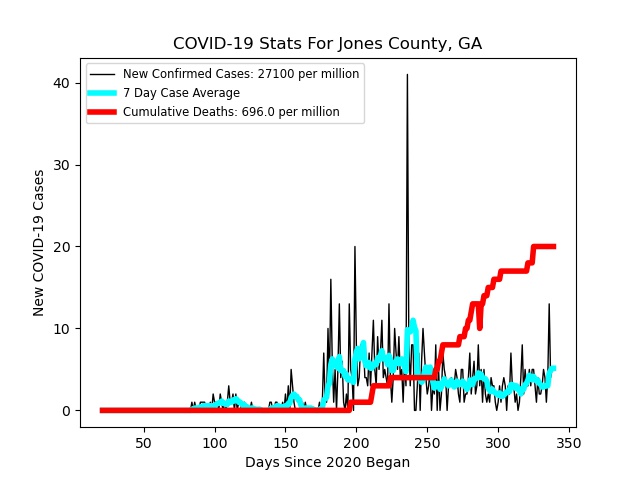 COVID-19 Stats For Jones County, GA
New Confirmed Cases: 27100 per million
7 Day Case Average
Cumulative Deaths: 696.0 per million
New COVID-19 Cases
40
30
20
10
0
50
100
150
200
250
300
350
Days Since 2020 Began